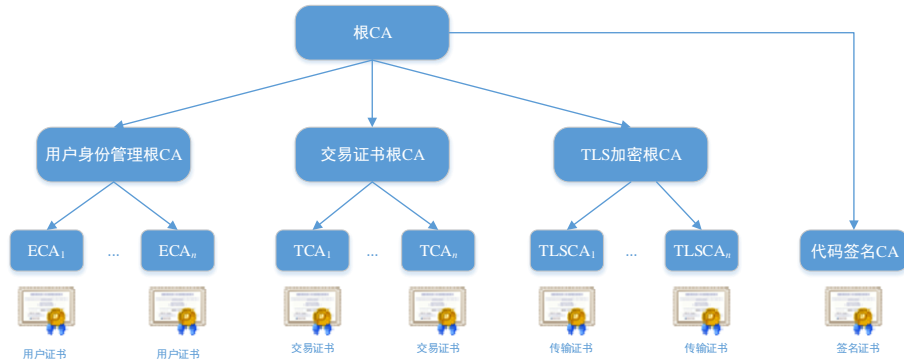 根CA
用户身份管理根CA
交易证书根CA
TLS加密根CA
ECA₁ ... ECAₙ
TCA₁ ... TCAₙ
TLSCA₁ ... TLSCAₙ
代码签名CA
用户证书 用户证书
交易证书 交易证书
传输证书 传输证书
签名证书